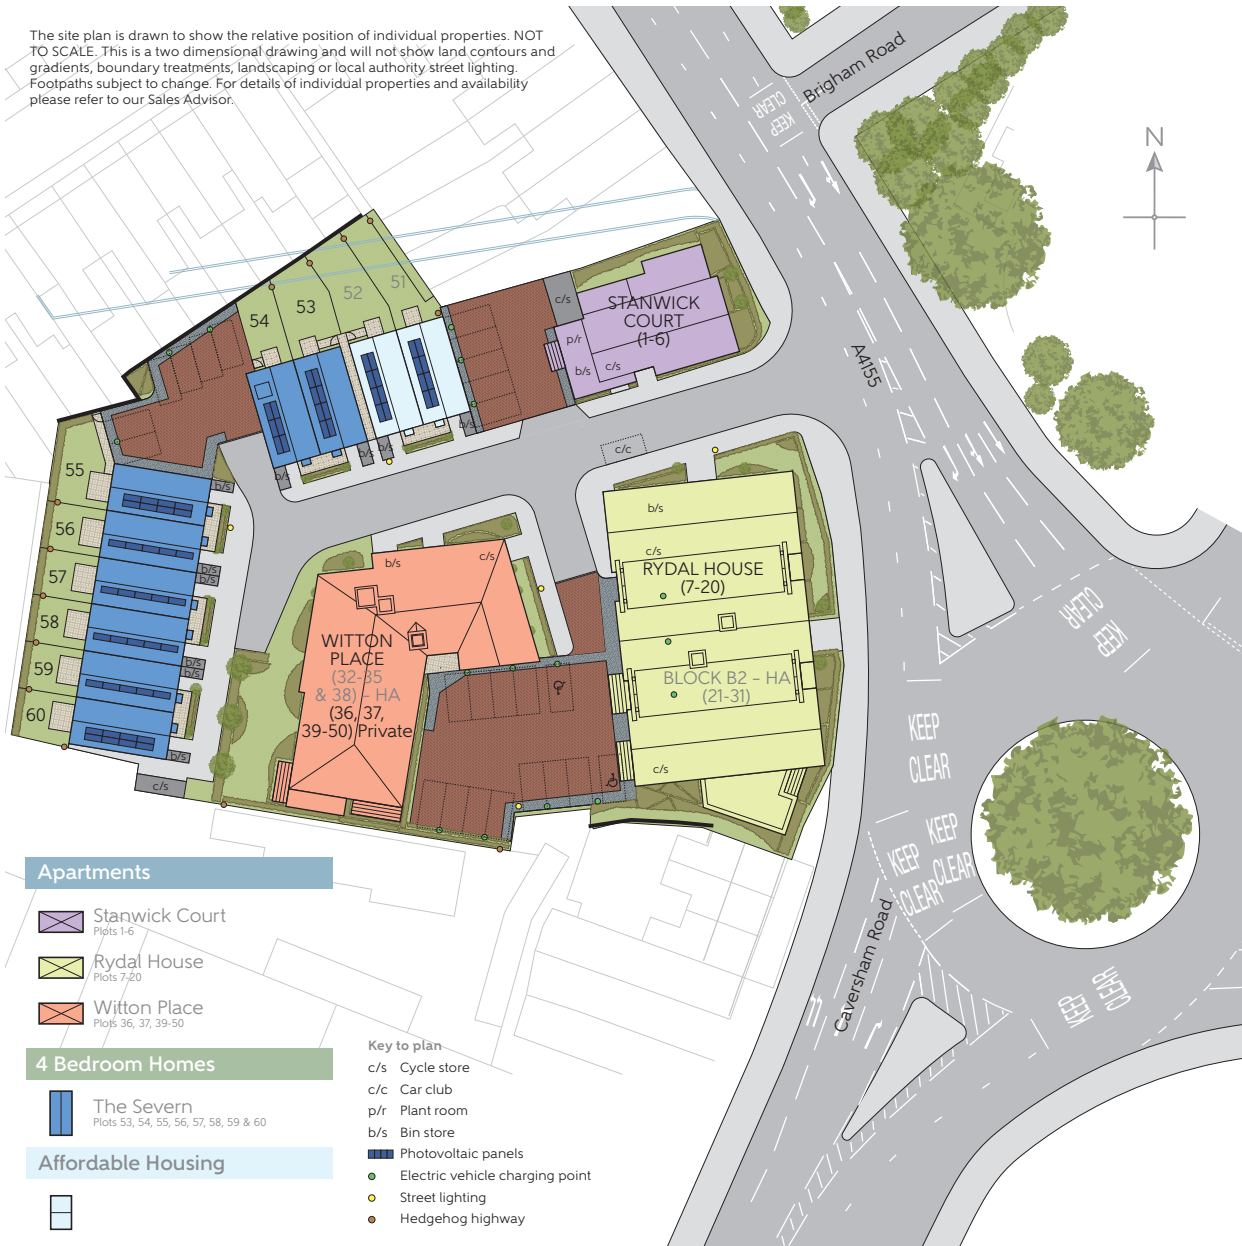 The site plan is drawn to show the relative position of individual properties. NOT
TO SCALE. This is a two dimensional drawing and will not show land contours and
gradients, boundary treatments, landscaping or local authority street lighting.
Footpaths subject to change. For details of individual properties and availability
please refer to our Sales Advisor.
Brigham Road
KEEP
CLEAR
N
A4155
51
52
53
54
c/s
STANWICK
COURT
(1-6)
p/r
b/s
c/s
b/s
b/s
b/s
b/s
c/c
55
56
57
58
59
60
b/s
b/s
b/s
b/s
b/s
b/s
c/s
b/s
c/s
WITTON
PLACE
(32-35
& 38) – HA
(36, 37,
39-50) Private
b/s
c/s
RYDAL HOUSE
(7-20)
BLOCK B2 – HA
(21-31)
c/s
KEEP
CLEAR
KEEP
CLEAR
KEEP
CLEAR
KEEP
CLEAR
KEEP
CLEAR
Caversham Road
Apartments
Stanwick Court
Plots 1-6
Rydal House
Plots 7-20
Witton Place
Plots 36, 37, 39-50
4 Bedroom Homes
The Severn
Plots 53, 54, 55, 56, 57, 58, 59 & 60
Affordable Housing
Key to plan
c/s Cycle store
c/c Car club
p/r Plant room
b/s Bin store
Photovoltaic panels
Electric vehicle charging point
Street lighting
Hedgehog highway